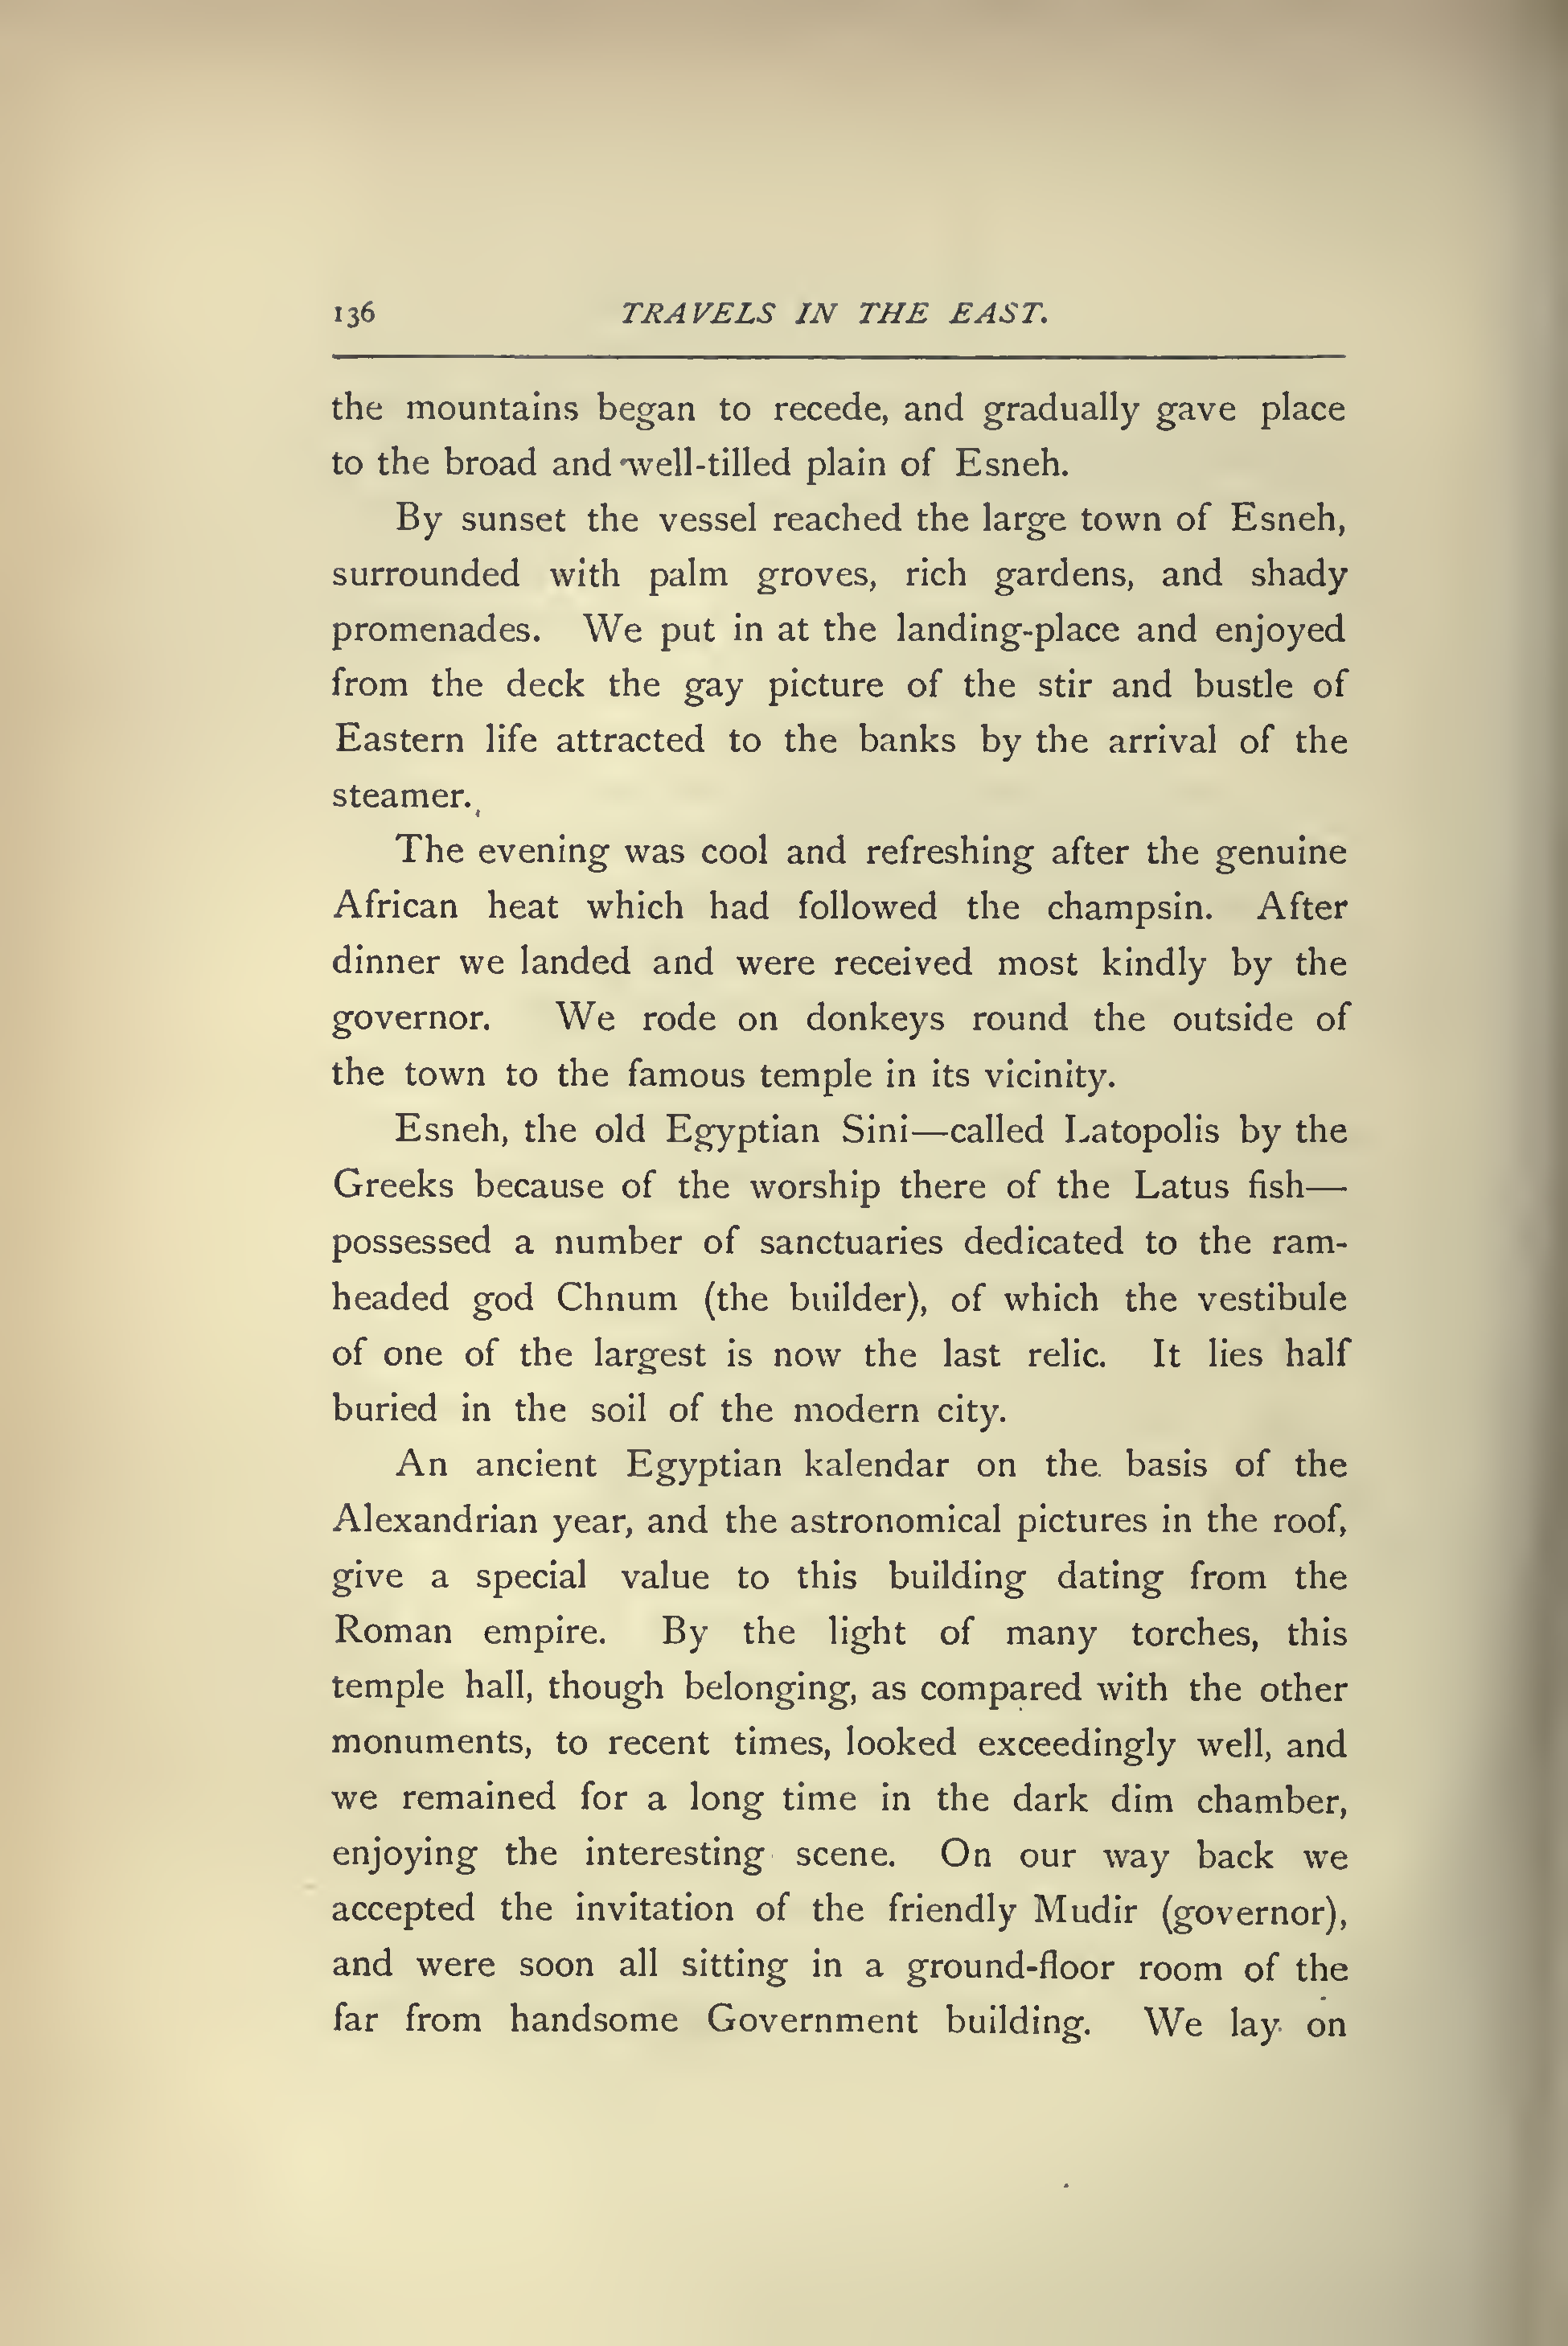 136 TRAVELS IN THE EAST.
the mountains began to recede, and gradually gave place
to the broad and well-tilled plain of Esneh.
By sunset the vessel reached the large town of Esneh,
surrounded with palm groves, rich gardens, and shady
promenades. We put in at the landing-place and enjoyed
from the deck the gay picture of the stir and bustle of
Eastern life attracted to the banks by the arrival of the
steamer.
The evening was cool and refreshing after the genuine
African heat which had followed the champsin. After
dinner we landed and were received most kindly by the
governor. We rode on donkeys round the outside of
the town to the famous temple in its vicinity.
Esneh, the old Egyptian Sini—called Latopolis by the
Greeks because of the worship there of the Latus fish—
possessed a number of sanctuaries dedicated to the ram-
headed god Chnum (the builder), of which the vestibule
of one of the largest is now the last relic. It lies half
buried in the soil of the modern city.
An ancient Egyptian kalendar on the basis of the
Alexandrian year, and the astronomical pictures in the roof,
give a special value to this building dating from the
Roman empire. By the light of many torches, this
temple hall, though belonging, as compared with the other
monuments, to recent times, looked exceedingly well, and
we remained for a long time in the dark dim chamber,
enjoying the interesting scene. On our way back we
accepted the invitation of the friendly Mudir (governor),
and were soon all sitting in a ground-floor room of the
far from handsome Government building. We lay on